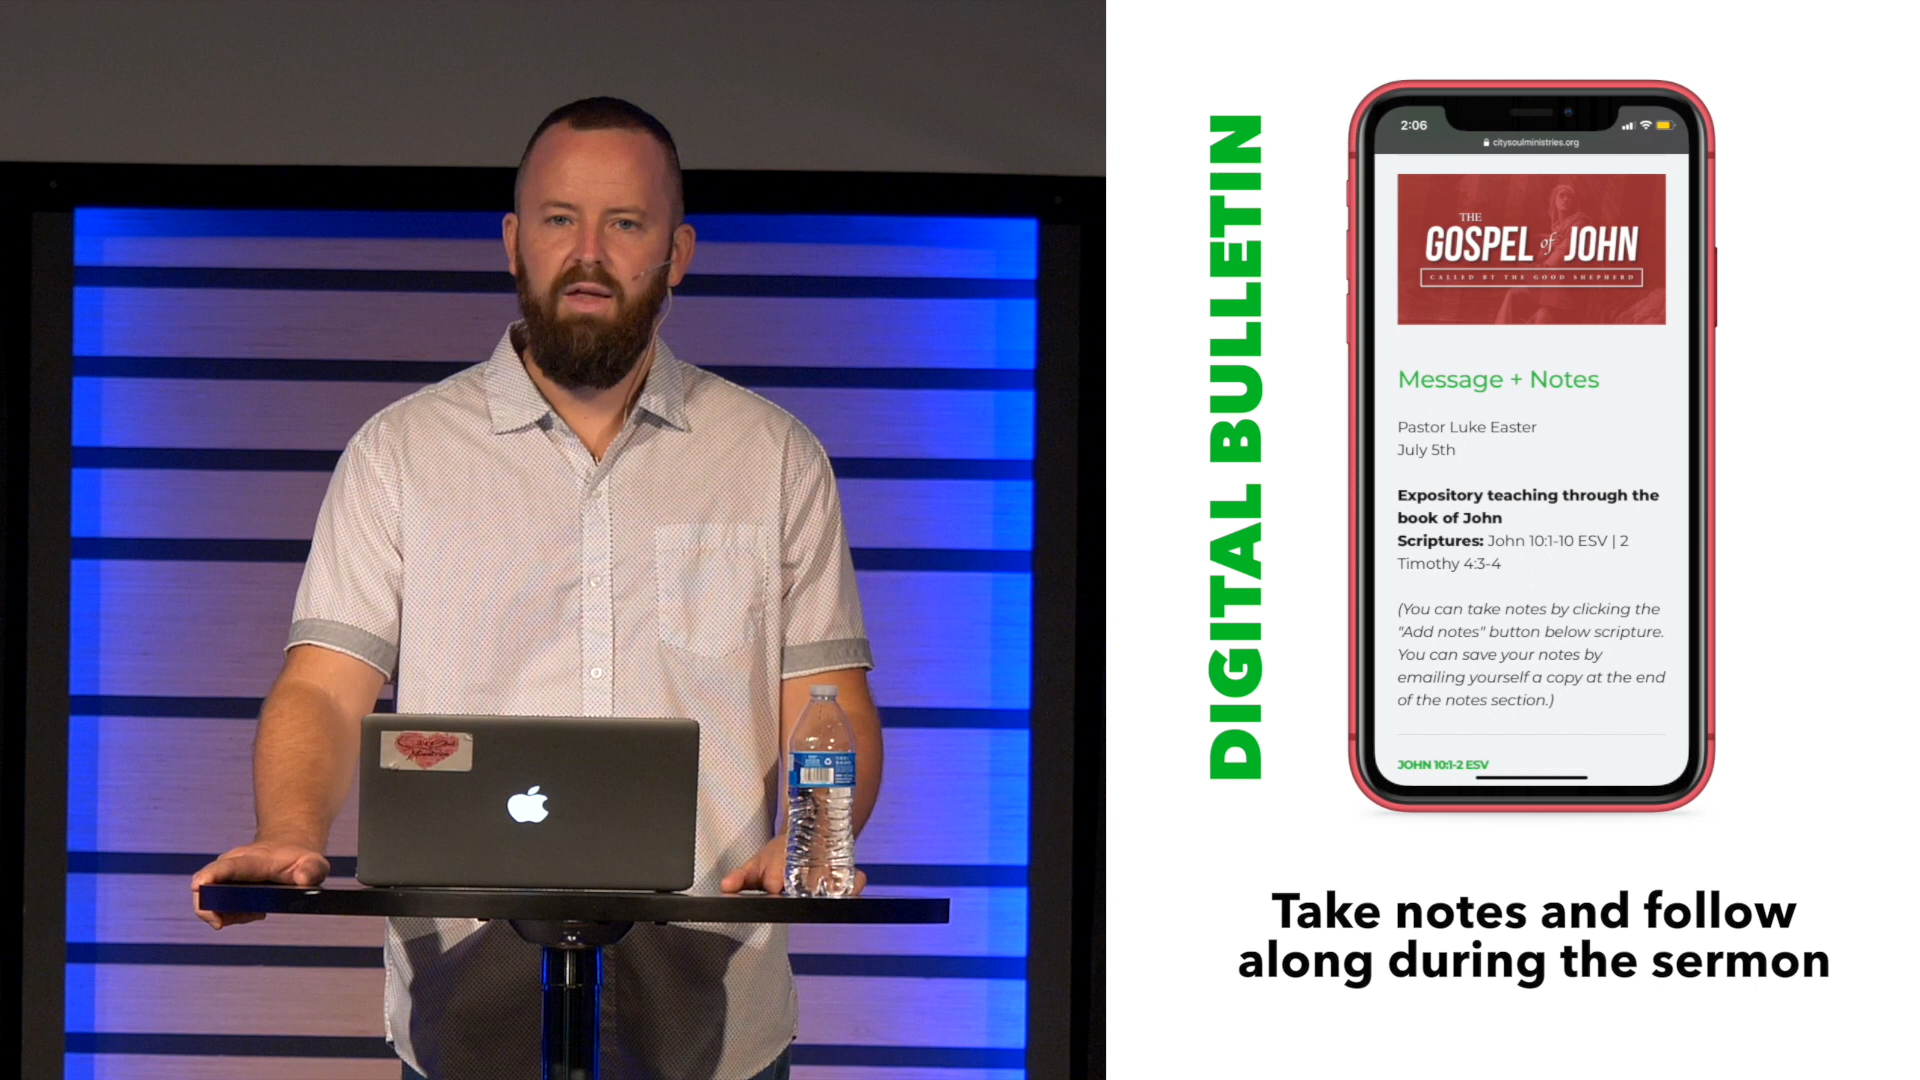 DIGITAL BULLETIN
2:06
citysoulministries.org
THE
GOSPEL of JOHN
CALLED BY THE GOOD SHEPHERD
Message + Notes
Pastor Luke Easter
July 5th
Expository teaching through the
book of John
Scriptures: John 10:1-10 ESV | 2
Timothy 4:3-4
(You can take notes by clicking the
"Add notes" button below scripture.
You can save your notes by
emailing yourself a copy at the end
of the notes section.)
JOHN 10:1-2 ESV
Take notes and follow
along during the sermon